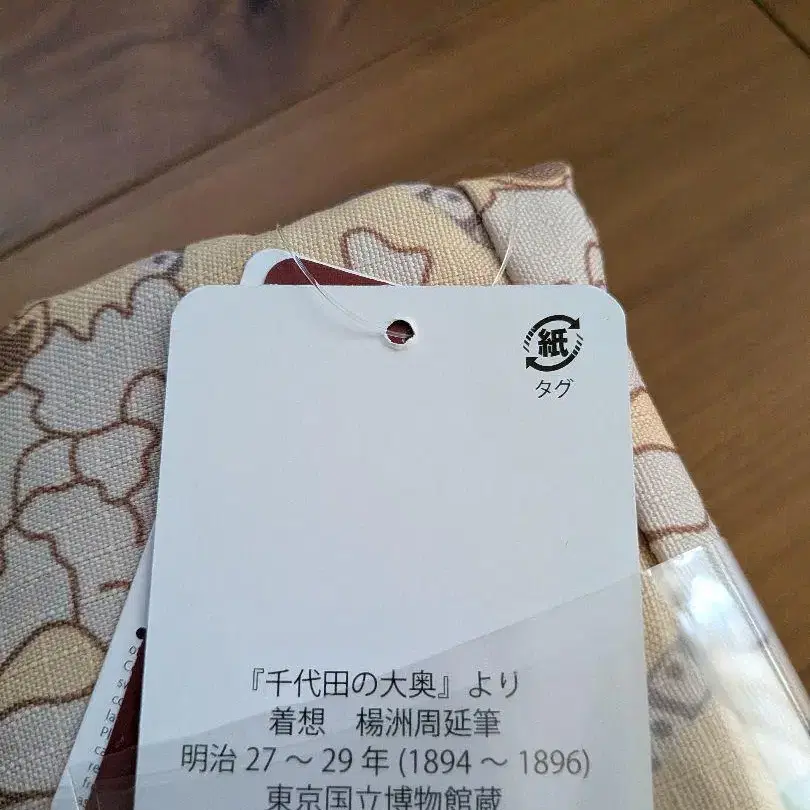 紙
タグ
『千代田の大奥』より
着想　楊洲周延筆
明治 27 ～ 29 年 (1894 ～ 1896)
東京国立博物館蔵